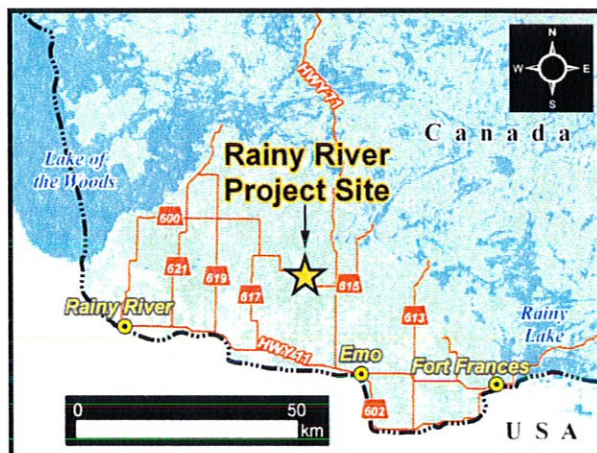 N
W E
S
HWY-71
Canada
Lake of
the Woods
Rainy River
Project Site
600
621
619
617
615
613
Rainy River
Rainy
Lake
HWY-11
Emo
Fort Frances
602
0 50
km
USA